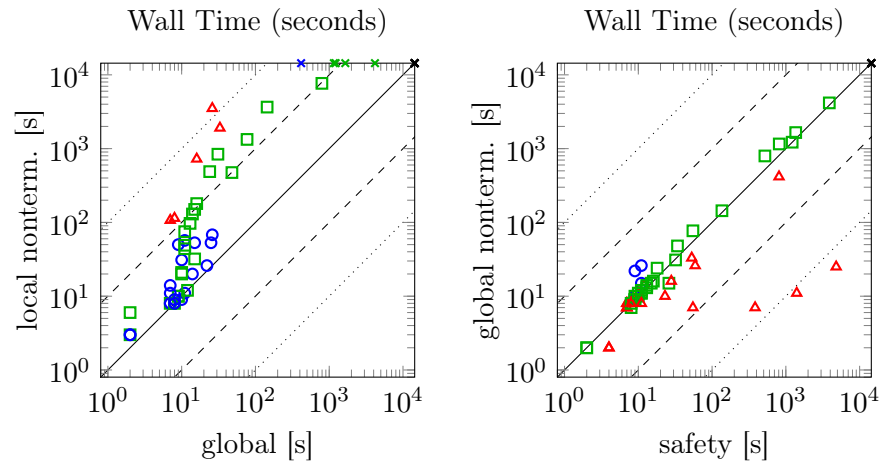 Wall Time (seconds)
local nonterm. [s]
10^4
10^3
10^2
10^1
10^0
10^0 10^1 10^2 10^3 10^4
global [s]
Wall Time (seconds)
global nonterm. [s]
10^4
10^3
10^2
10^1
10^0
10^0 10^1 10^2 10^3 10^4
safety [s]